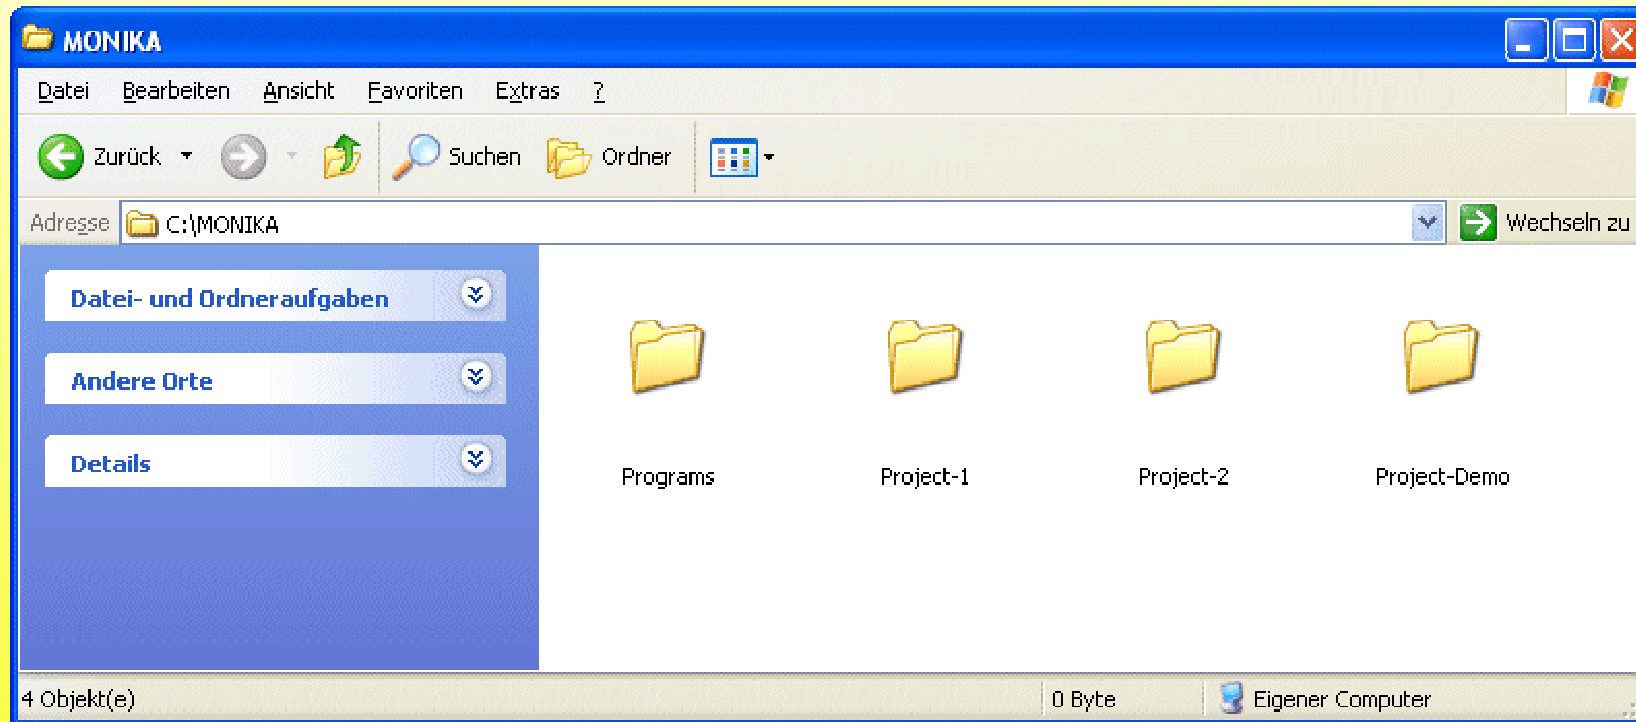 MONIKA
Datei Bearbeiten Ansicht Favoriten Extras ?
Zurück Suchen Ordner
Adresse C:\MONIKA Wechseln zu
Datei- und Ordneraufgaben
Andere Orte
Details
Programs Project-1 Project-2 Project-Demo
4 Objekt(e) 0 Byte Eigener Computer